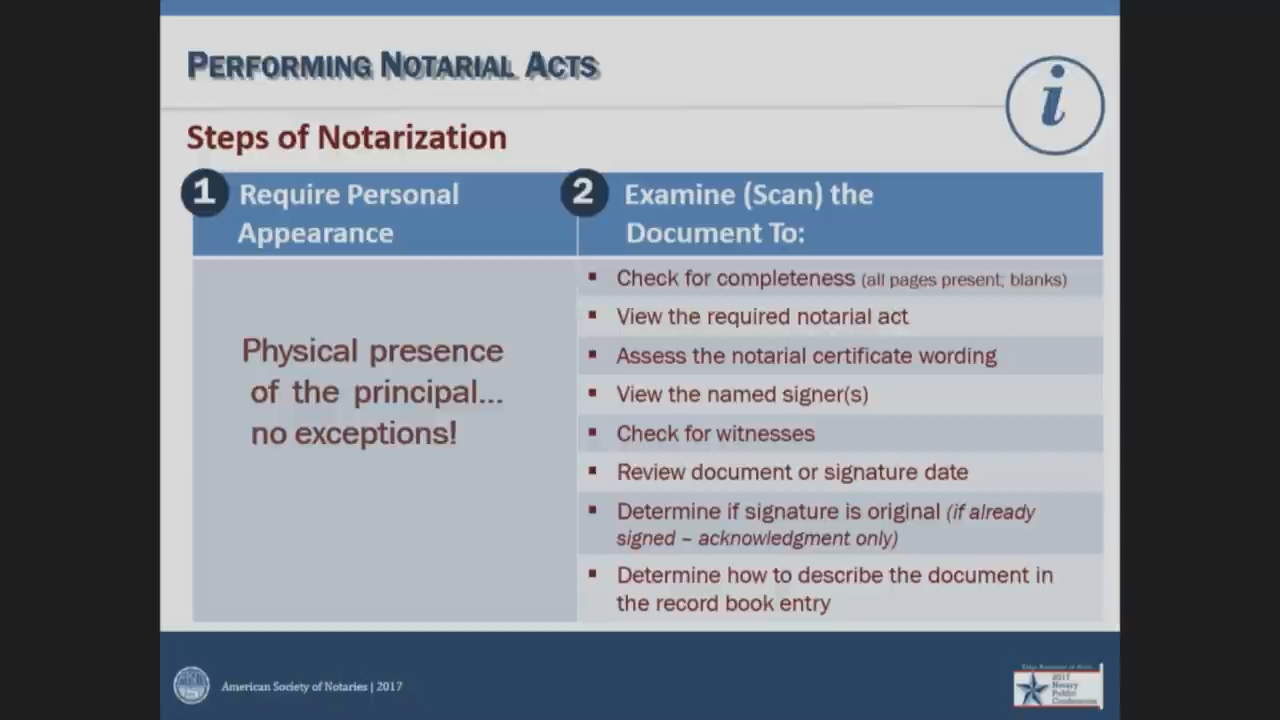 PERFORMING NOTARIAL ACTS
i
Steps of Notarization
1 Require Personal
Appearance
2 Examine (Scan) the
Document To:
Physical presence
of the principal...
no exceptions!
▪ Check for completeness (all pages present; blanks)
▪ View the required notarial act
▪ Assess the notarial certificate wording
▪ View the named signer(s)
▪ Check for witnesses
▪ Review document or signature date
▪ Determine if signature is original (if already
signed – acknowledgment only)
▪ Determine how to describe the document in
the record book entry
American Society of Notaries | 2017
2017
Notary
Public
Conference